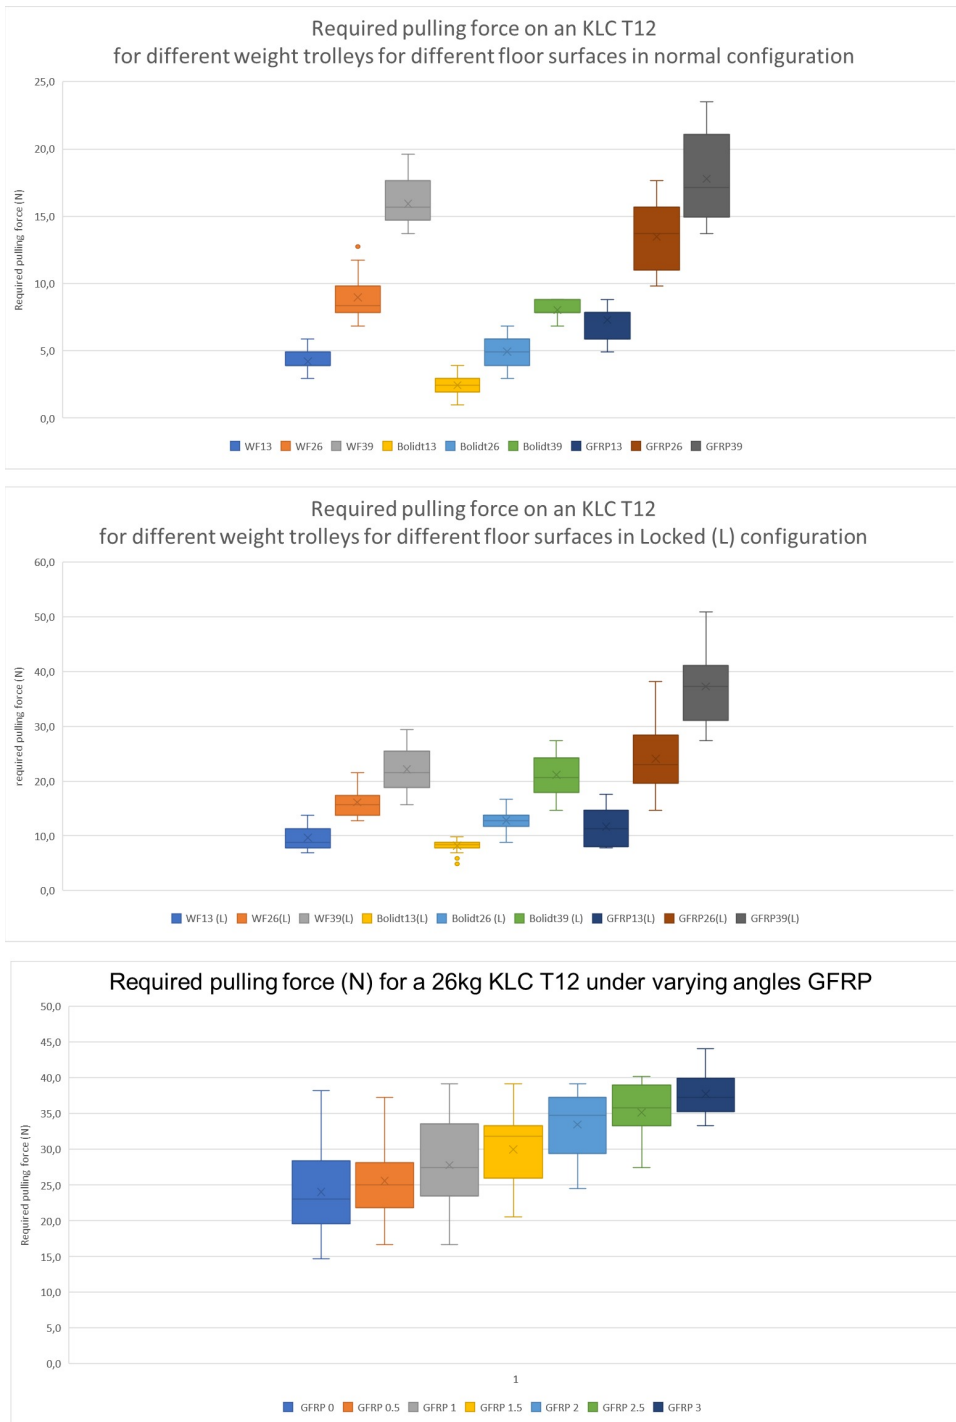 Required pulling force on an KLC T12
for different weight trolleys for different floor surfaces in normal configuration
25,0
20,0
15,0
10,0
5,0
0,0
Required pulling force (N)
WF13 WF26 WF39 Bolidt13 Bolidt26 Bolidt39 GFRP13 GFRP26 GFRP39
Required pulling force on an KLC T12
for different weight trolleys for different floor surfaces in Locked (L) configuration
60,0
50,0
40,0
30,0
20,0
10,0
0,0
required pulling force (N)
WF13 (L) WF26(L) WF39(L) Bolidt13(L) Bolidt26 (L) Bolidt39 (L) GFRP13(L) GFRP26(L) GFRP39(L)
Required pulling force (N) for a 26kg KLC T12 under varying angles GFRP
50,0
45,0
40,0
35,0
30,0
25,0
20,0
15,0
10,0
5,0
0,0
Required pulling force (N)
1
GFRP 0 GFRP 0.5 GFRP 1 GFRP 1.5 GFRP 2 GFRP 2.5 GFRP 3